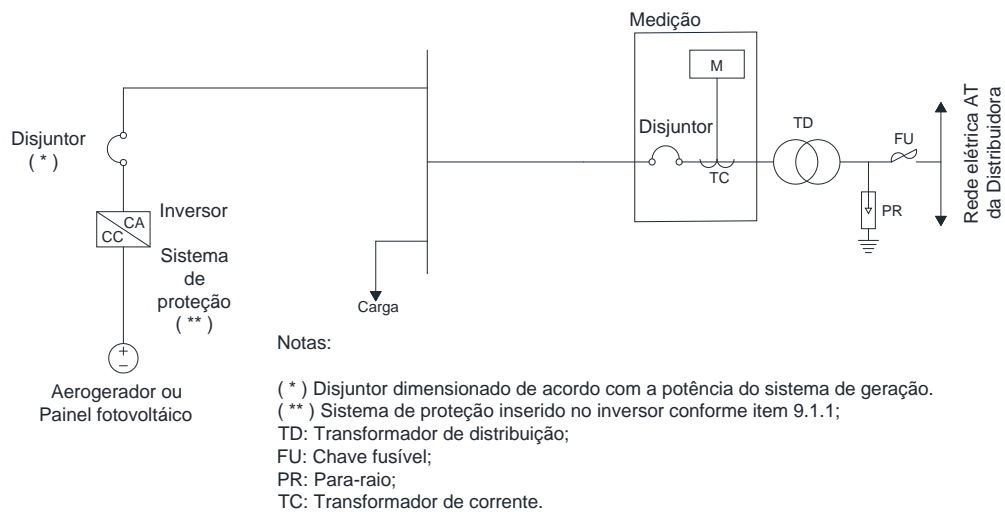 Medição
M
Disjuntor
TC
TD
FU
PR
Rede elétrica AT
da Distribuidora
Disjuntor
( * )
CA
CC
Inversor
Sistema
de
proteção
( ** )
+
−
Aerogerador ou
Painel fotovoltáico
Carga
Notas:
( * ) Disjuntor dimensionado de acordo com a potência do sistema de geração.
( ** ) Sistema de proteção inserido no inversor conforme item 9.1.1;
TD: Transformador de distribuição;
FU: Chave fusível;
PR: Para-raio;
TC: Transformador de corrente.